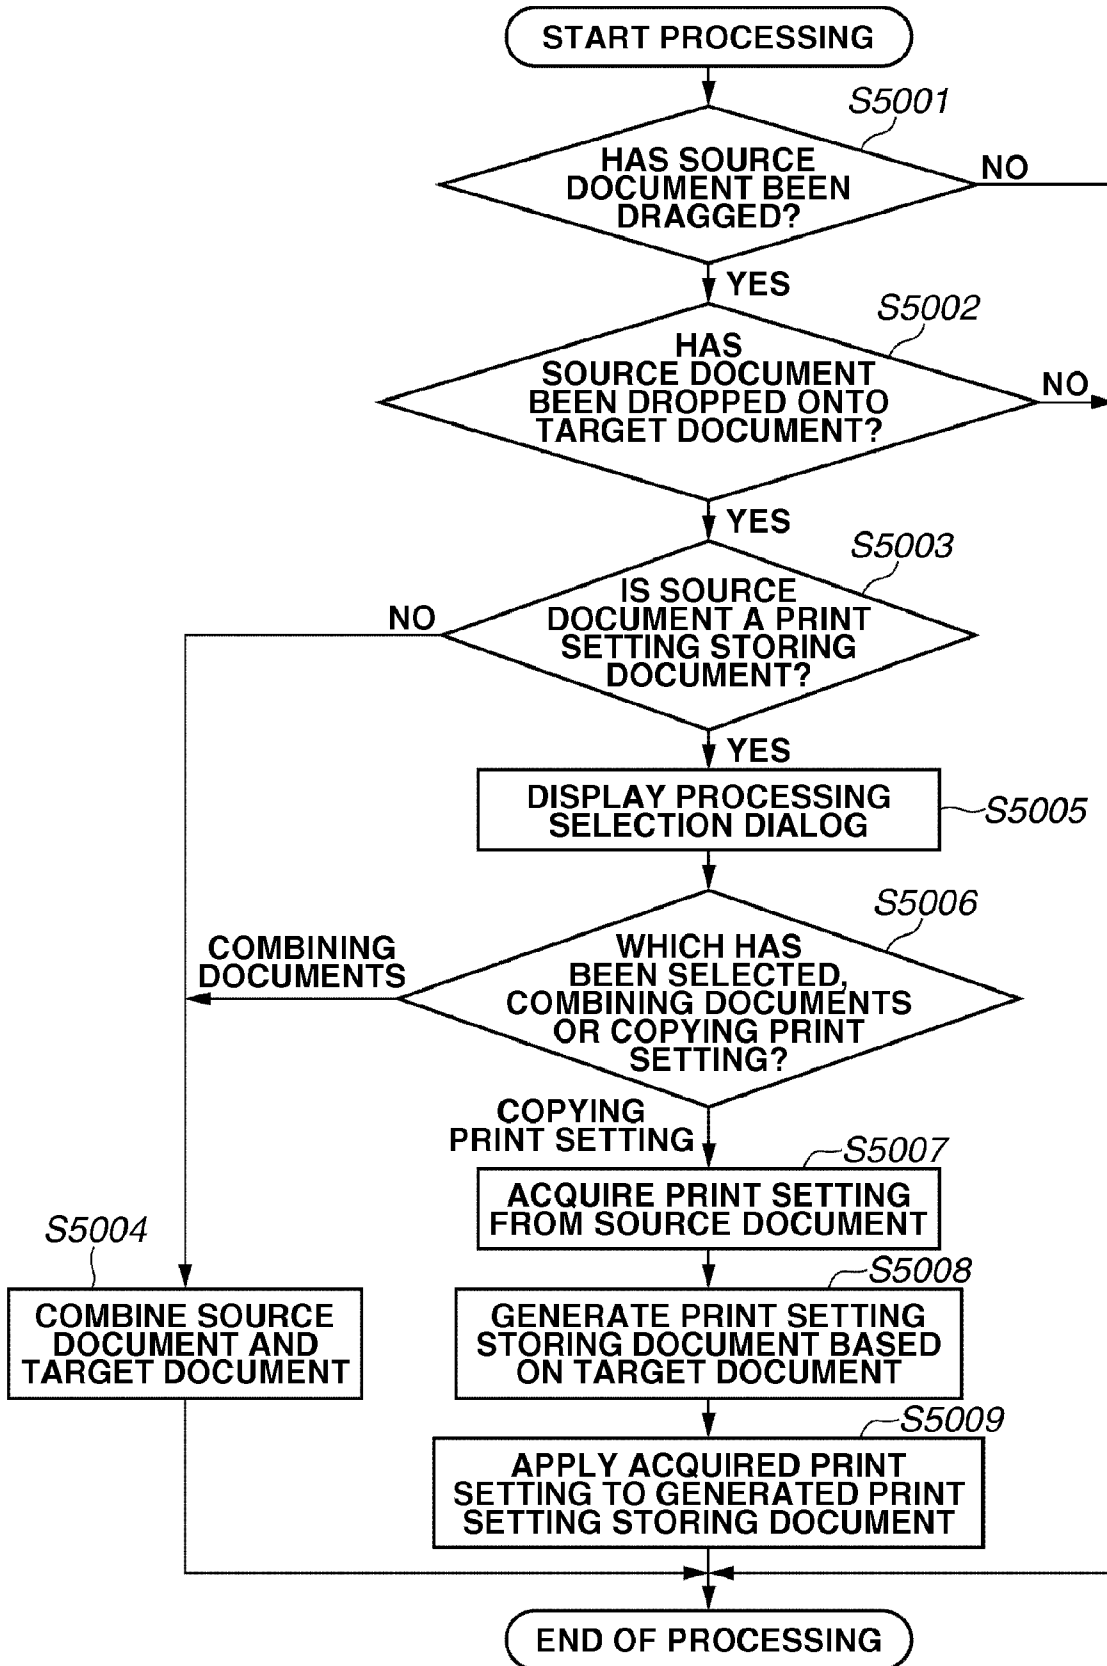 START PROCESSING
S5001
HAS SOURCE
DOCUMENT BEEN
DRAGGED?
NO
YES
S5002
HAS
SOURCE DOCUMENT
BEEN DROPPED ONTO
TARGET DOCUMENT?
NO
YES
S5003
IS SOURCE
DOCUMENT A PRINT
SETTING STORING
DOCUMENT?
NO
YES
DISPLAY PROCESSING
SELECTION DIALOG
S5005
S5006
WHICH HAS
BEEN SELECTED,
COMBINING DOCUMENTS
OR COPYING PRINT
SETTING?
COMBINING
DOCUMENTS
COPYING
PRINT SETTING
S5007
ACQUIRE PRINT SETTING
FROM SOURCE DOCUMENT
S5004
COMBINE SOURCE
DOCUMENT AND
TARGET DOCUMENT
S5008
GENERATE PRINT SETTING
STORING DOCUMENT BASED
ON TARGET DOCUMENT
S5009
APPLY ACQUIRED PRINT
SETTING TO GENERATED PRINT
SETTING STORING DOCUMENT
END OF PROCESSING